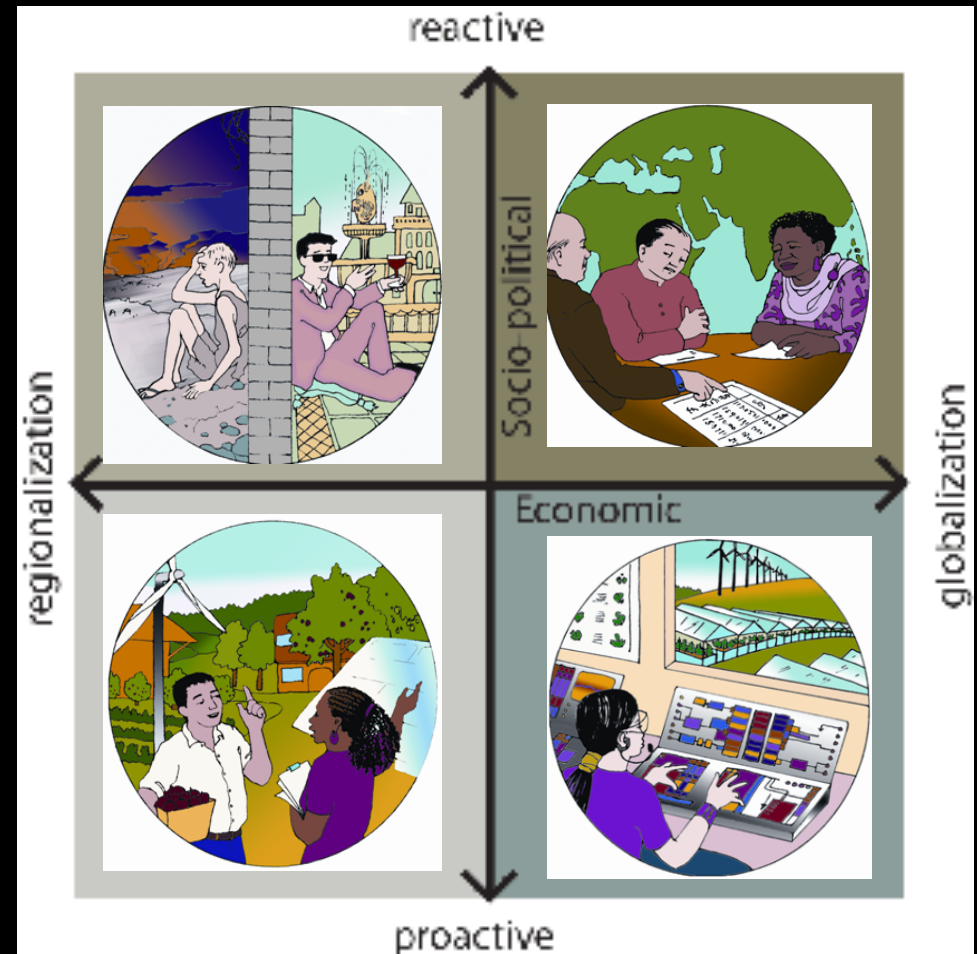 reactive
Socio-political
regionalization
globalization
Economic
proactive